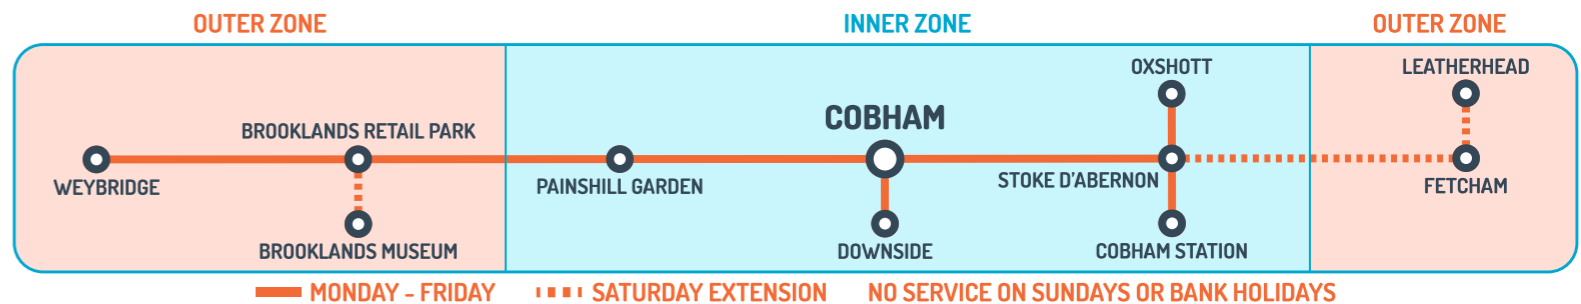 OUTER ZONE
INNER ZONE
OUTER ZONE
OXSHOTT
LEATHERHEAD
COBHAM
BROOKLANDS RETAIL PARK
WEYBRIDGE
PAINSHILL GARDEN
STOKE D'ABERNON
FETCHAM
BROOKLANDS MUSEUM
DOWNSIDE
COBHAM STATION
MONDAY - FRIDAY
SATURDAY EXTENSION
NO SERVICE ON SUNDAYS OR BANK HOLIDAYS